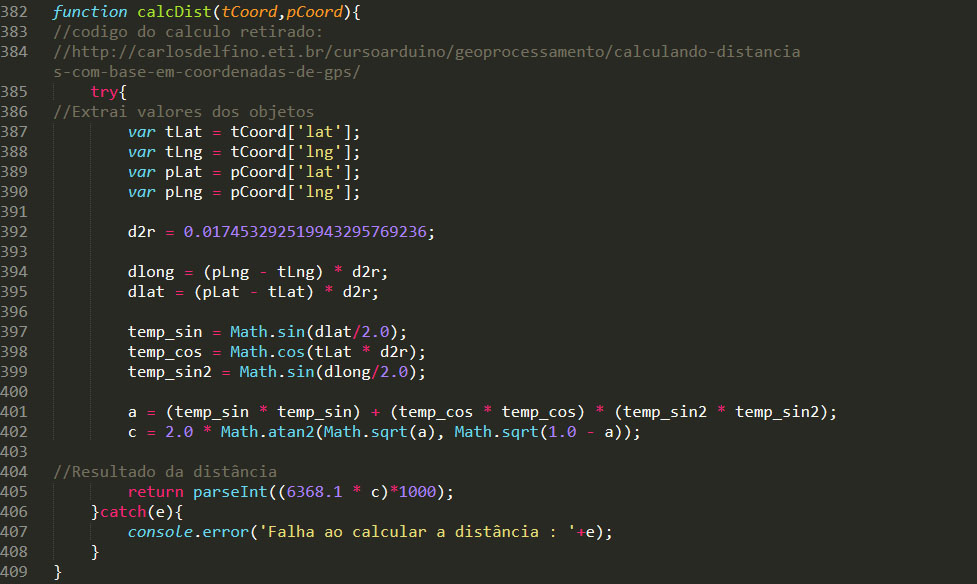 382 function calcDist(tCoord,pCoord){
383 //codigo do calculo retirado:
384 //http://carlosdelfino.eti.br/cursoarduino/geoprocessamento/calculando-distancia
s-com-base-em-coordenadas-de-gps/
385 try{
386 //Extrai valores dos objetos
387 var tLat = tCoord['lat'];
388 var tLng = tCoord['lng'];
389 var pLat = pCoord['lat'];
390 var pLng = pCoord['lng'];
391
392 d2r = 0.017453292519943295769236;
393
394 dlong = (pLng - tLng) * d2r;
395 dlat = (pLat - tLat) * d2r;
396
397 temp_sin = Math.sin(dlat/2.0);
398 temp_cos = Math.cos(tLat * d2r);
399 temp_sin2 = Math.sin(dlong/2.0);
400
401 a = (temp_sin * temp_sin) + (temp_cos * temp_cos) * (temp_sin2 * temp_sin2);
402 c = 2.0 * Math.atan2(Math.sqrt(a), Math.sqrt(1.0 - a));
403
404 //Resultado da distância
405 return parseInt((6368.1 * c)*1000);
406 }catch(e){
407 console.error('Falha ao calcular a distância : '+e);
408 }
409 }